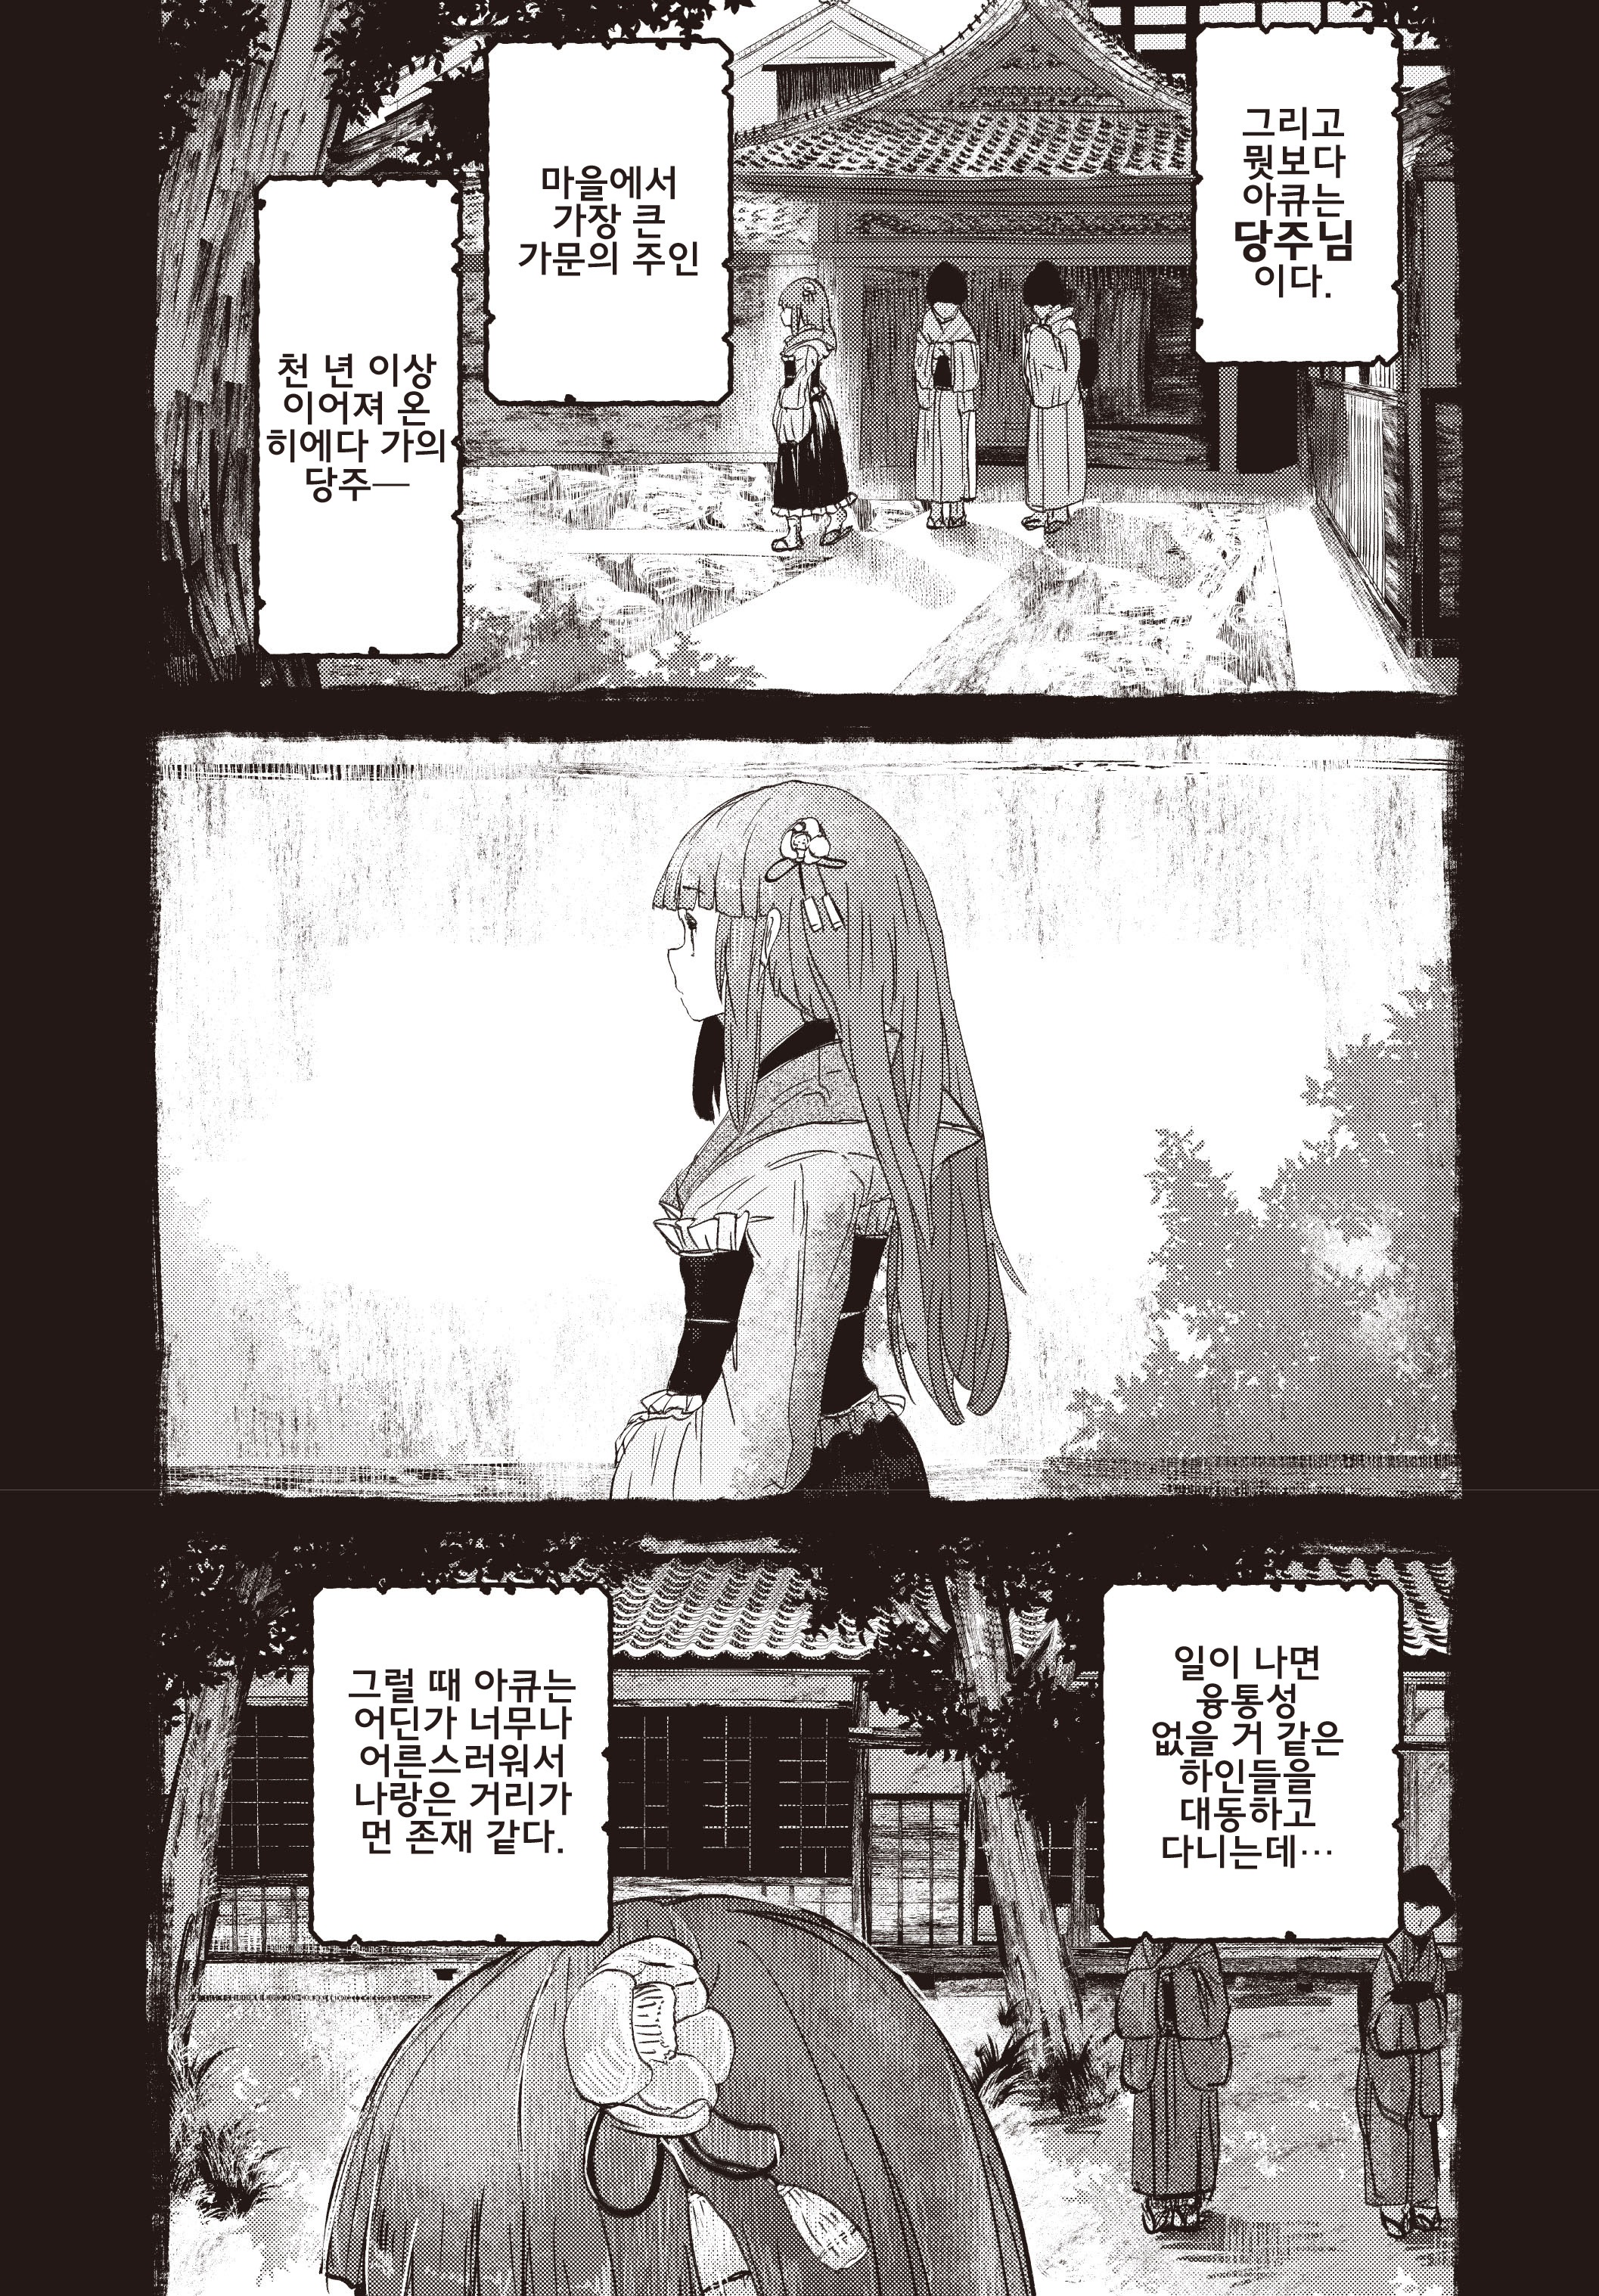 그리고
뭣보다
아큐는
당주님
이다.
마을에서
가장 큰
가문의 주인
천 년 이상
이어져 온
히에다 가의
당주—
일이 나면
융통성
없을 거 같은
하인들을
대동하고
다니는데…
그럴 때 아큐는
어딘가 너무나
어른스러워서
나랑은 거리가
먼 존재 같다.